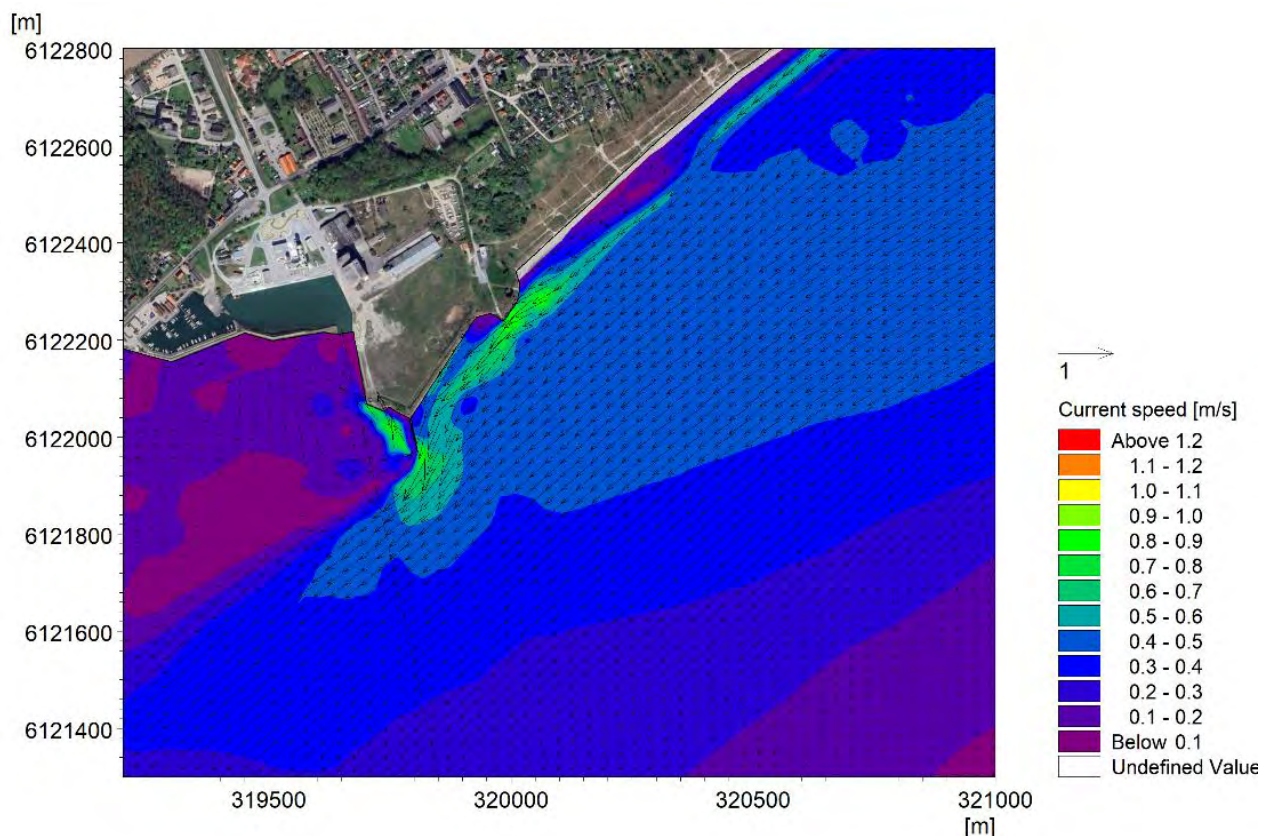 [m]
6122800
6122600
6122400
6122200
6122000
6121800
6121600
6121400
319500
320000
320500
321000
[m]
1
Current speed [m/s]
Above 1.2
1.1 - 1.2
1.0 - 1.1
0.9 - 1.0
0.8 - 0.9
0.7 - 0.8
0.6 - 0.7
0.5 - 0.6
0.4 - 0.5
0.3 - 0.4
0.2 - 0.3
0.1 - 0.2
Below 0.1
Undefined Value